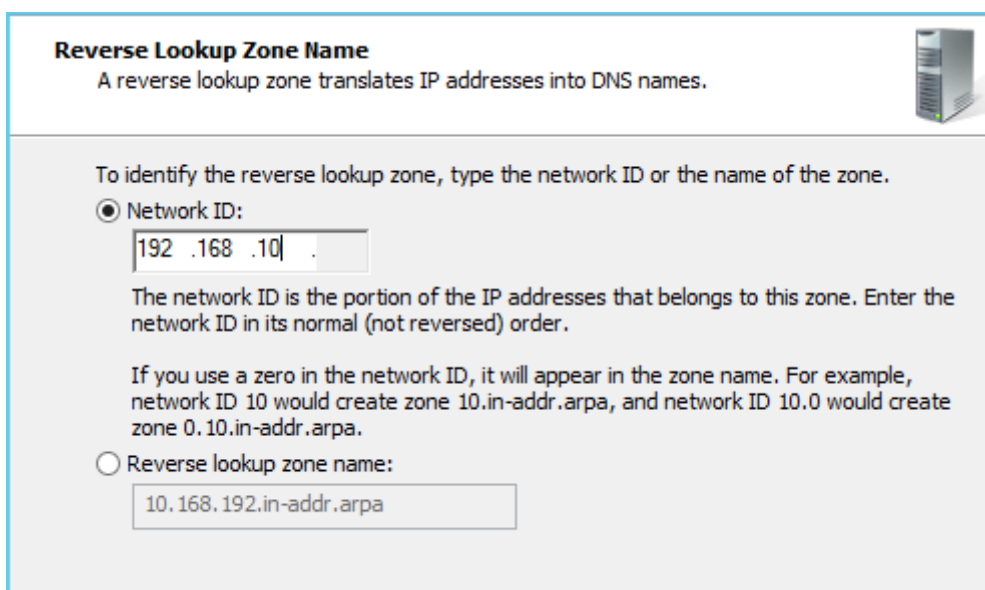 Reverse Lookup Zone Name
A reverse lookup zone translates IP addresses into DNS names.
To identify the reverse lookup zone, type the network ID or the name of the zone.
Network ID:
192 .168 .10 .
The network ID is the portion of the IP addresses that belongs to this zone. Enter the
network ID in its normal (not reversed) order.
If you use a zero in the network ID, it will appear in the zone name. For example,
network ID 10 would create zone 10.in-addr.arpa, and network ID 10.0 would create
zone 0.10.in-addr.arpa.
Reverse lookup zone name:
10.168.192.in-addr.arpa